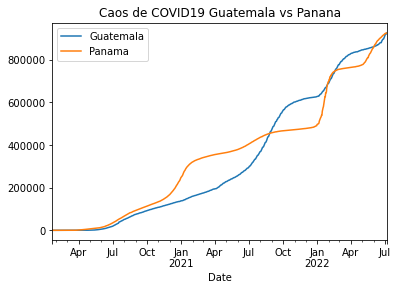 Caos de COVID19 Guatemala vs Panana
Guatemala
Panama
800000
600000
400000
200000
0
Apr Jul Oct Jan Apr Jul Oct Jan Apr Jul
2021 2022
Date